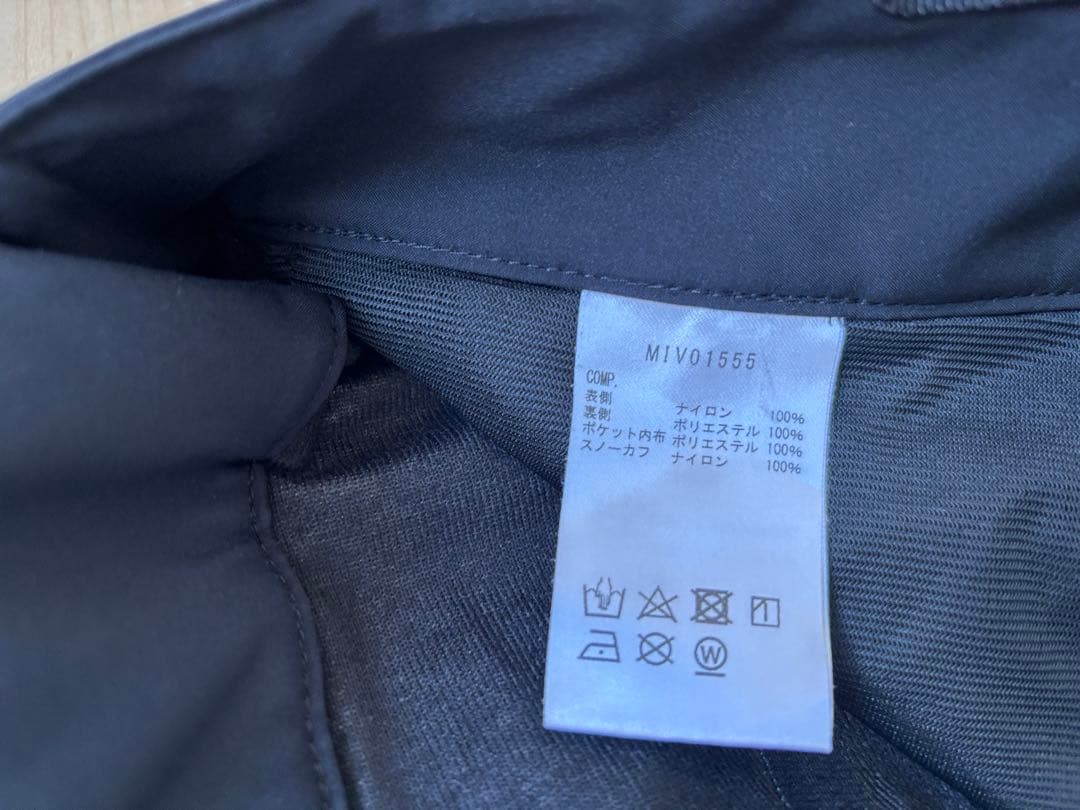 MIV01555
COMP.
表側 ナイロン 100%
裏側 ポリエステル 100%
ポケット内布 ポリエステル 100%
スノーカフ ナイロン 100%
W